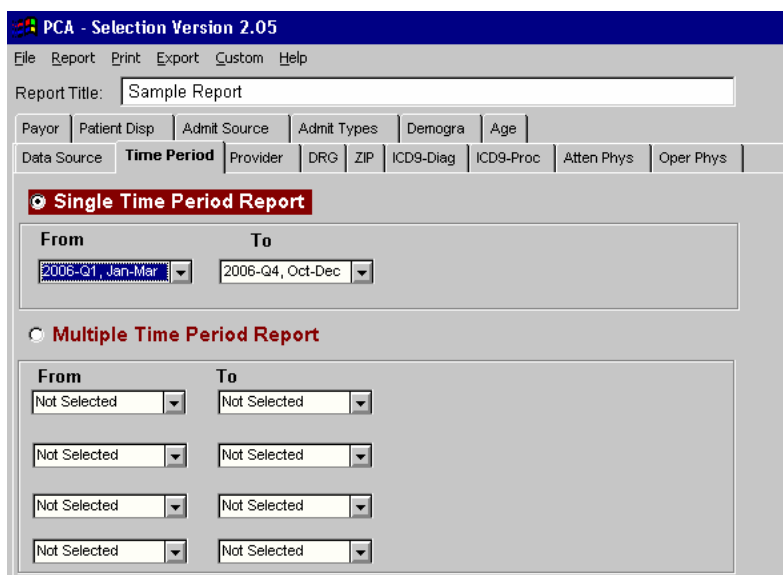 PCA - Selection Version 2.05
File Report Print Export Custom Help
Report Title: Sample Report
Payor Patient Disp Admit Source Admit Types Demogra Age
Data Source Time Period Provider DRG ZIP ICD9-Diag ICD9-Proc Atten Phys Oper Phys
Single Time Period Report
From To
2006-Q1, Jan-Mar 2006-Q4, Oct-Dec
Multiple Time Period Report
From To
Not Selected Not Selected
Not Selected Not Selected
Not Selected Not Selected
Not Selected Not Selected